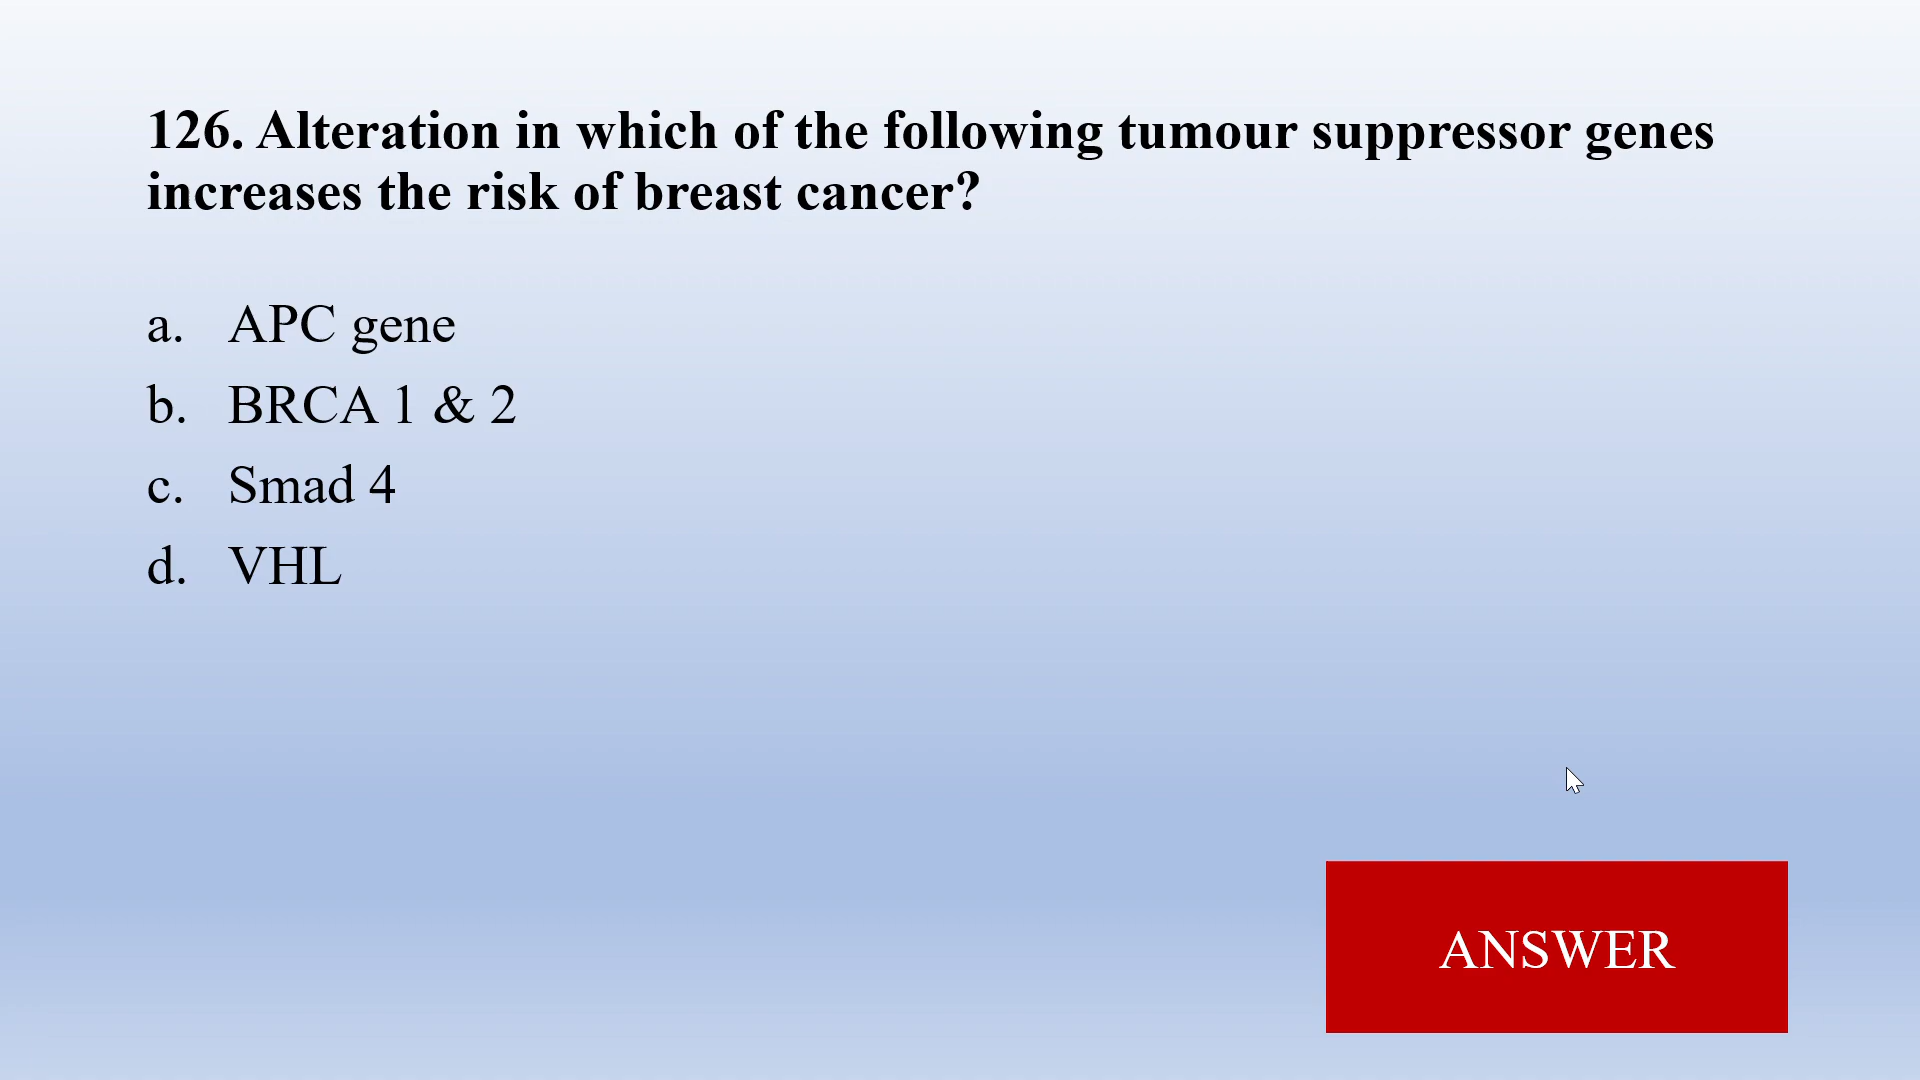 126. Alteration in which of the following tumour suppressor genes
increases the risk of breast cancer?
a. APC gene
b. BRCA 1 & 2
c. Smad 4
d. VHL
ANSWER